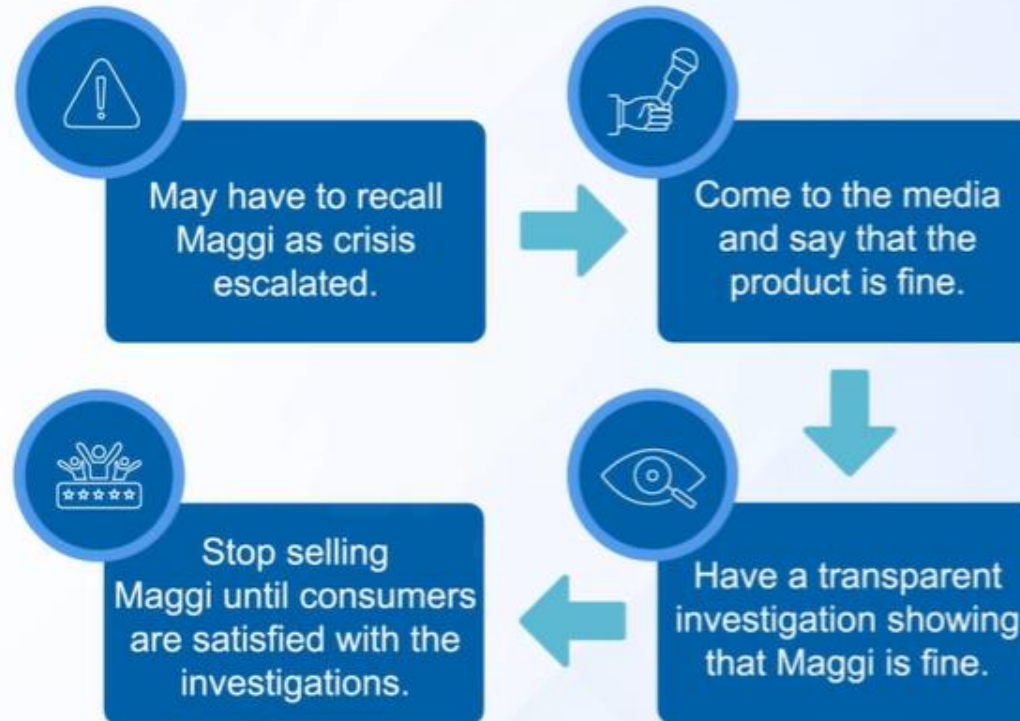 May have to recall
Maggi as crisis
escalated.
Come to the media
and say that the
product is fine.
Have a transparent
investigation showing
that Maggi is fine.
Stop selling
Maggi until consumers
are satisfied with the
investigations.